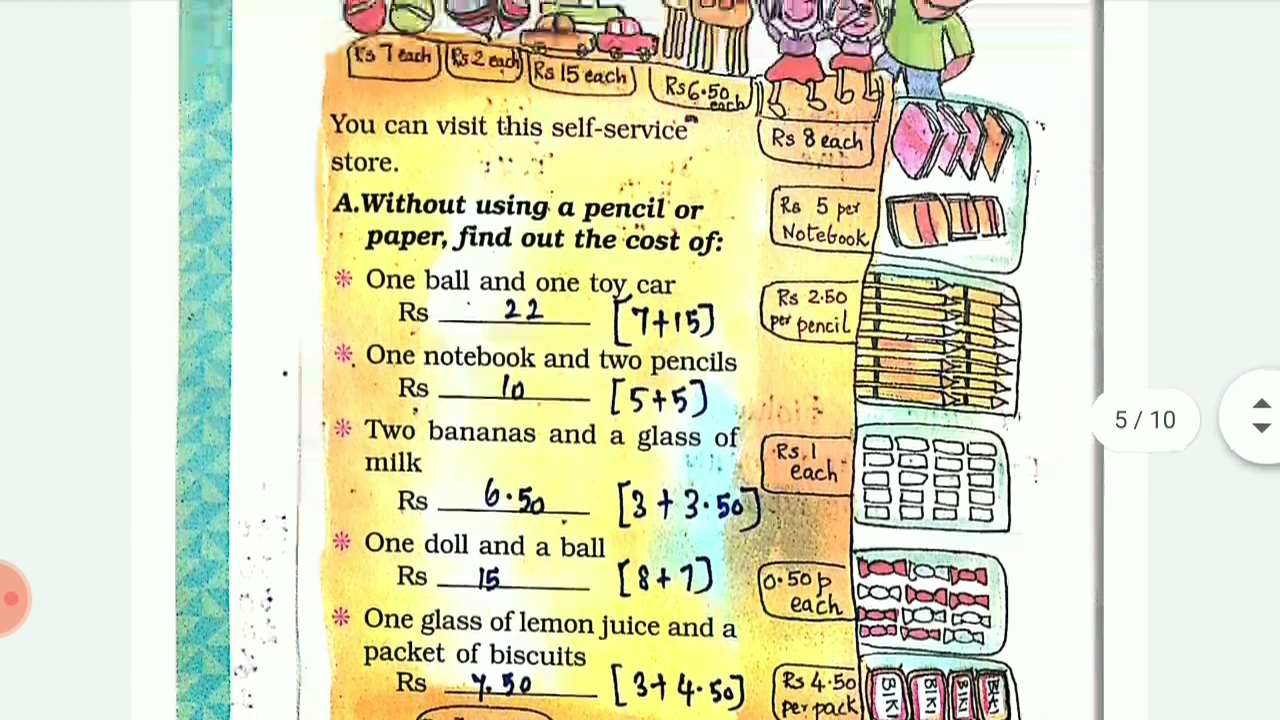 Rs 7 each
Rs 2 each
Rs 15 each
Rs 6.50 each
You can visit this self-service
store.
Rs 8 each
A.Without using a pencil or
paper, find out the cost of:
Rs 5 per
Notebook
* One ball and one toy car
Rs 22 [7+15]
Rs 2.50
per pencil
* One notebook and two pencils
Rs 10 [5+5]
* Two bananas and a glass of
milk
Rs 6.50 [3 + 3.50]
Rs.1
each
* One doll and a ball
Rs 15 [8+7]
0.50 p
each
* One glass of lemon juice and a
packet of biscuits
Rs 7.50 [3+4.50]
Rs 4.50
per pack
BIKI
BIKI
BIKI
BIKI
5 / 10